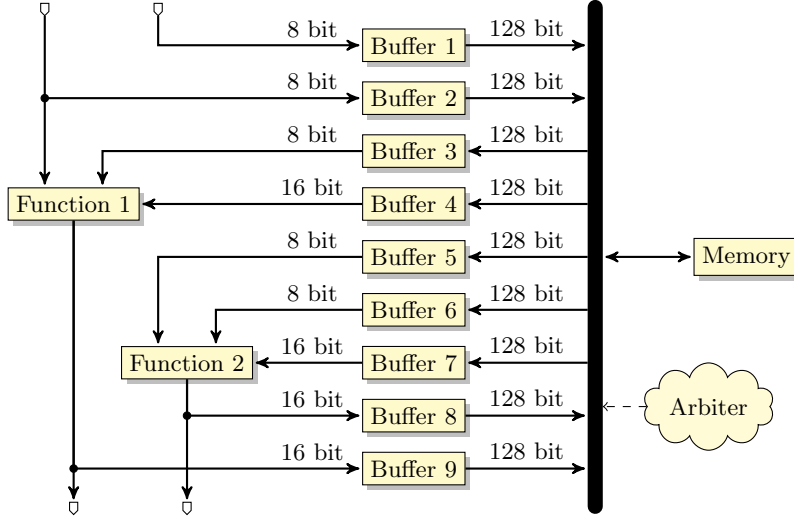 8 bit Buffer 1 128 bit
8 bit Buffer 2 128 bit
8 bit Buffer 3 128 bit
Function 1 16 bit Buffer 4 128 bit
8 bit Buffer 5 128 bit
Memory
8 bit Buffer 6 128 bit
Function 2 16 bit Buffer 7 128 bit
16 bit Buffer 8 128 bit
Arbiter
16 bit Buffer 9 128 bit